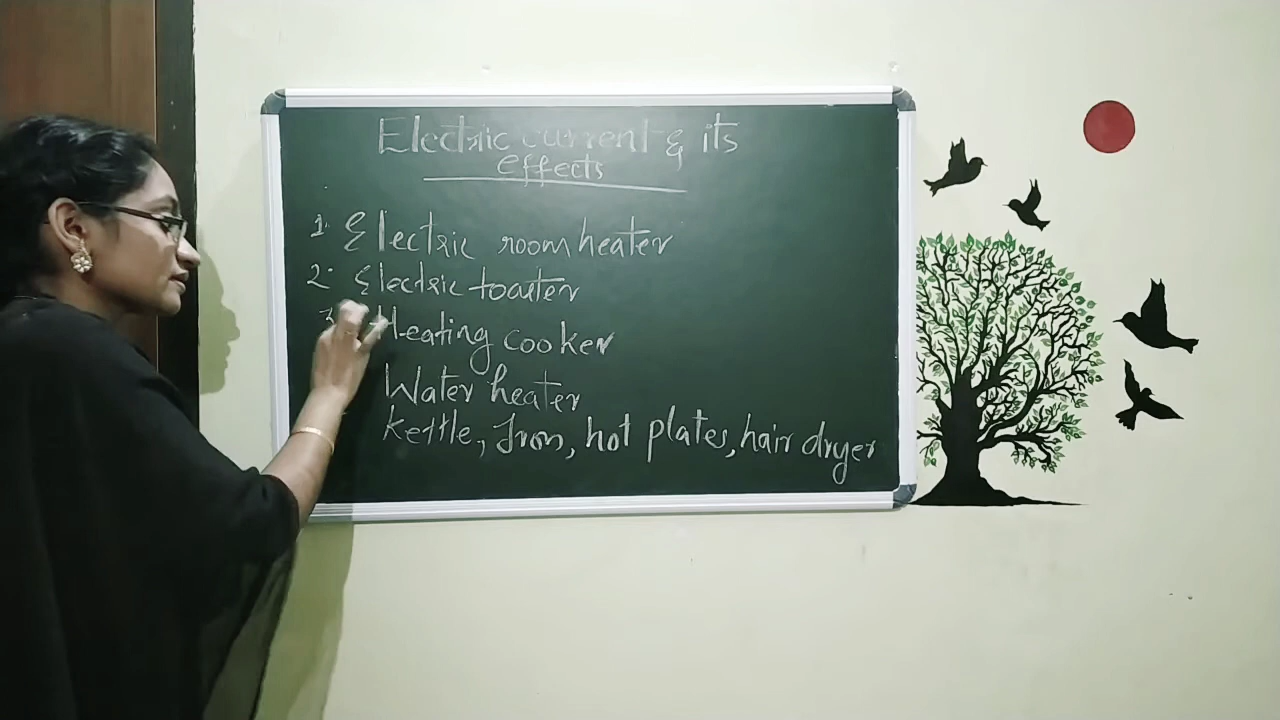 Electric current & its
effects
1. Electric room heater
2. Electric toaster
3. Heating cooker
Water heater
Kettle, Iron, hot plates, hair dryer